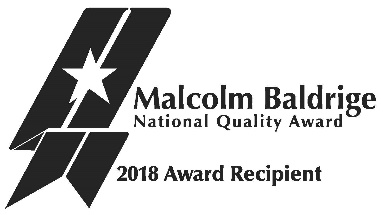 Malcolm Baldrige
National Quality Award
2018 Award Recipient